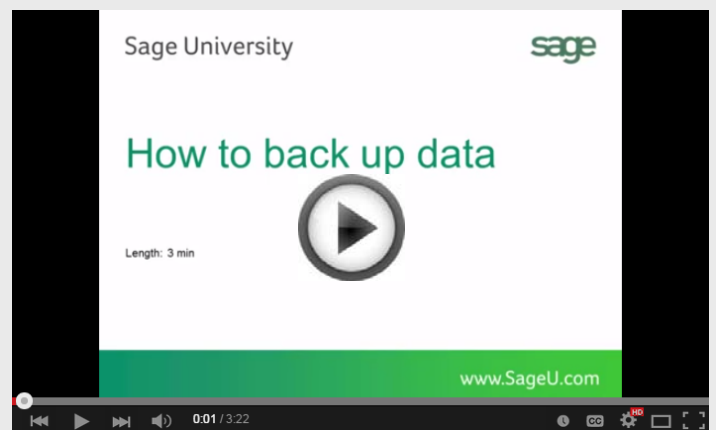 Sage University
sage
How to back up data
Length: 3 min
www.SageU.com
0:01 / 3:22
CC
HD